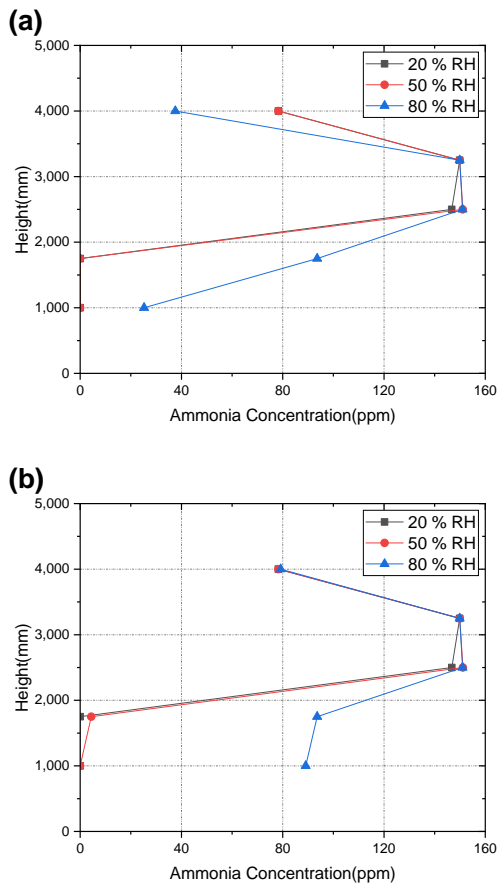 (a)
5,000
4,000
3,000
2,000
1,000
0
Height(mm)
20 % RH
50 % RH
80 % RH
0 40 80 120 160
Ammonia Concentration(ppm)
(b)
5,000
4,000
3,000
2,000
1,000
0
Height(mm)
20 % RH
50 % RH
80 % RH
0 40 80 120 160
Ammonia Concentration(ppm)